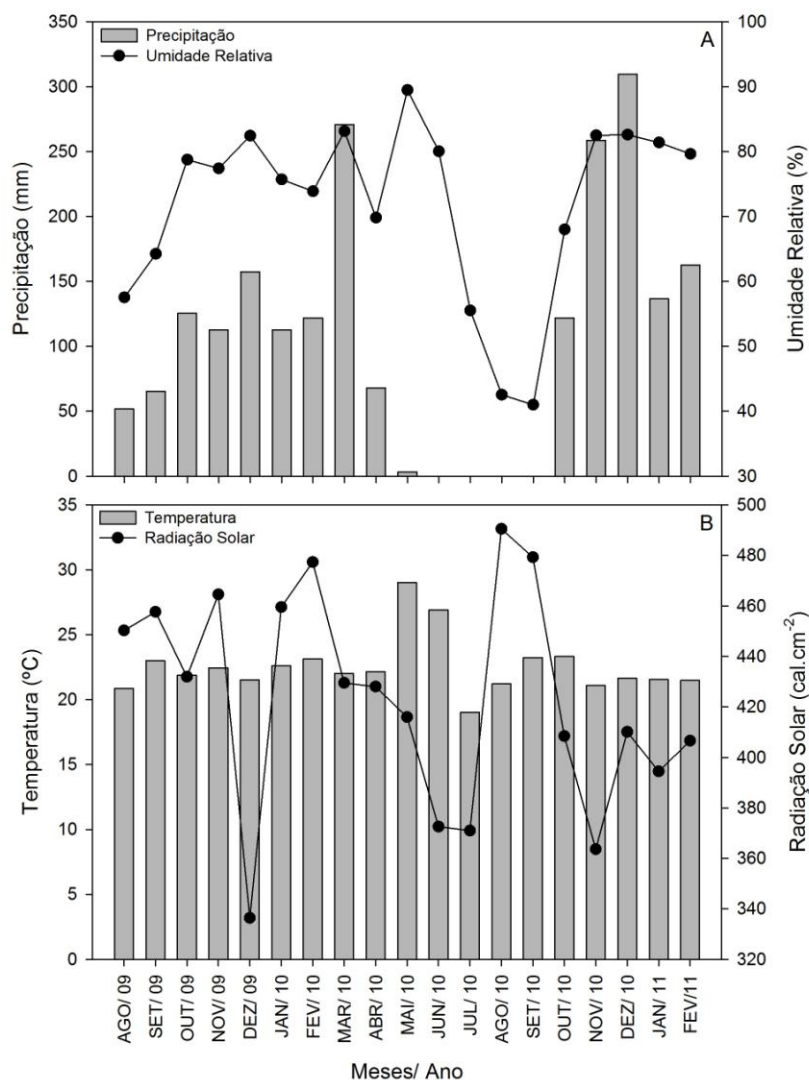 Precipitação
Umidade Relativa
A
Precipitação (mm)
350
300
250
200
150
100
50
0
Umidade Relativa (%)
100
90
80
70
60
50
40
30
Temperatura
Radiação Solar
B
Temperatura (ºC)
35
30
25
20
15
10
5
0
Radiação Solar (cal.cm⁻²)
500
480
460
440
420
400
380
360
340
320
AGO/ 09
SET/ 09
OUT/ 09
NOV/ 09
DEZ/ 09
JAN/ 10
FEV/ 10
MAR/ 10
ABR/ 10
MAI/ 10
JUN/ 10
JUL/ 10
AGO/ 10
SET/ 10
OUT/ 10
NOV/ 10
DEZ/ 10
JAN/ 11
FEV/11
Meses/ Ano